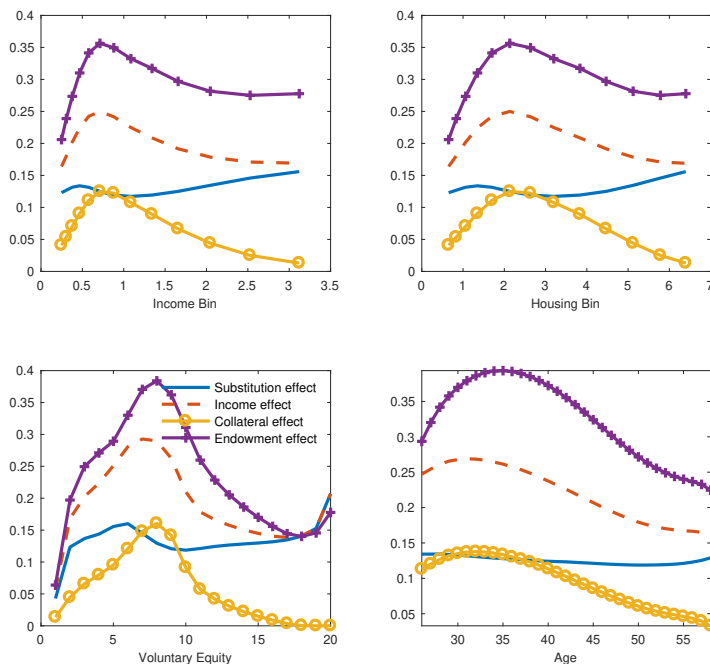 0.4
0.35
0.3
0.25
0.2
0.15
0.1
0.05
0
0 0.5 1 1.5 2 2.5 3 3.5
Income Bin
0.4
0.35
0.3
0.25
0.2
0.15
0.1
0.05
0
0 1 2 3 4 5 6 7
Housing Bin
0.4
0.35
0.3
0.25
0.2
0.15
0.1
0.05
0
0 5 10 15 20
Voluntary Equity
Substitution effect
Income effect
Collateral effect
Endowment effect
0.35
0.3
0.25
0.2
0.15
0.1
0.05
30 35 40 45 50 55
Age